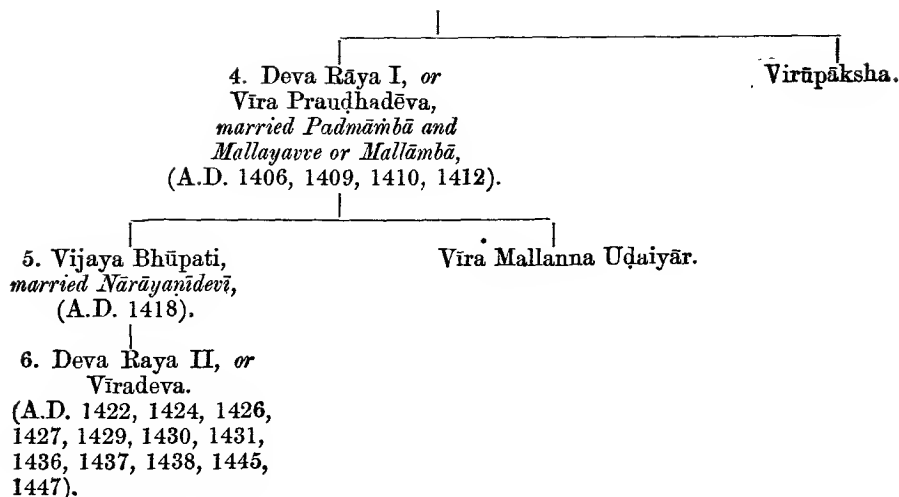 4. Deva Rāya I, or
Vīra Prauḍhadēva,
married Padmāṁbā and
Mallayavve or Mallāmbā,
(A.D. 1406, 1409, 1410, 1412).
Virūpāksha.
5. Vijaya Bhūpati,
married Nārāyaṇīdevī,
(A.D. 1418).
Vīra Mallanna Uḍaiyār.
6. Deva Raya II, or
Vīradeva.
(A.D. 1422, 1424, 1426,
1427, 1429, 1430, 1431,
1436, 1437, 1438, 1445,
1447).